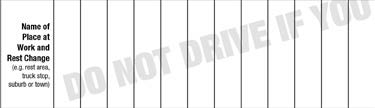 Name of
Place at
Work and
Rest Change
(e.g. rest area,
truck stop,
suburb or town)
DO NOT DRIVE IF YOU